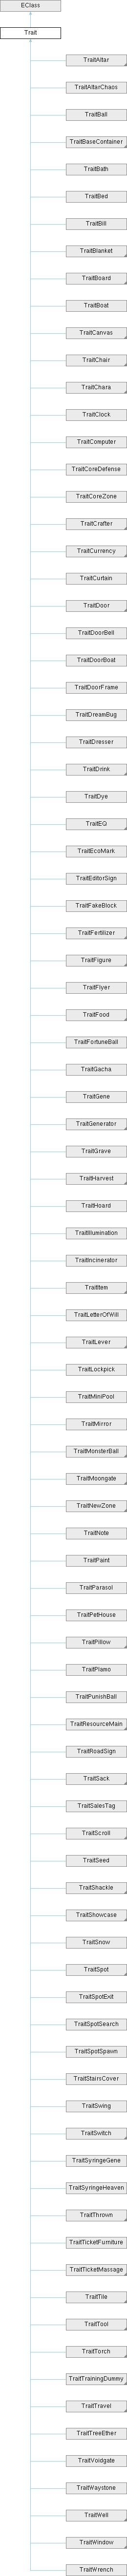 EClass
Trait
TraitAltar
TraitAltarChaos
TraitBall
TraitBaseContainer
TraitBath
TraitBed
TraitBill
TraitBlanket
TraitBoard
TraitBoat
TraitCanvas
TraitChair
TraitChara
TraitClock
TraitComputer
TraitCoreDefense
TraitCoreZone
TraitCrafter
TraitCurrency
TraitCurtain
TraitDoor
TraitDoorBell
TraitDoorBoat
TraitDoorFrame
TraitDreamBug
TraitDresser
TraitDrink
TraitDye
TraitEQ
TraitEcoMark
TraitEditorSign
TraitFakeBlock
TraitFertilizer
TraitFigure
TraitFlyer
TraitFood
TraitFortuneBall
TraitGacha
TraitGene
TraitGenerator
TraitGrave
TraitHarvest
TraitHoard
TraitIllumination
TraitIncinerator
TraitItem
TraitLetterOfWill
TraitLever
TraitLockpick
TraitMiniPool
TraitMirror
TraitMonsterBall
TraitMoongate
TraitNewZone
TraitNote
TraitPaint
TraitParasol
TraitPetHouse
TraitPillow
TraitPlamo
TraitPunishBall
TraitResourceMain
TraitRoadSign
TraitSack
TraitSalesTag
TraitScroll
TraitSeed
TraitShackle
TraitShowcase
TraitSnow
TraitSpot
TraitSpotExit
TraitSpotSearch
TraitSpotSpawn
TraitStairsCover
TraitSwing
TraitSwitch
TraitSyringeGene
TraitSyringeHeaven
TraitThrown
TraitTicketFurniture
TraitTicketMassage
TraitTile
TraitTool
TraitTorch
TraitTrainingDummy
TraitTravel
TraitTreeEther
TraitVoidgate
TraitWaystone
TraitWell
TraitWindow
TraitWrench